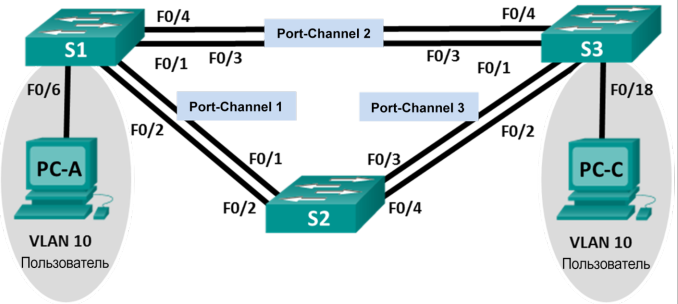 F0/4
Port-Channel 2
F0/4
S1
S3
F0/1
F0/3
F0/3
F0/1
F0/6
F0/18
Port-Channel 1
Port-Channel 3
F0/2
F0/2
PC-A
F0/1
F0/3
PC-C
F0/2
S2
F0/4
VLAN 10
Пользователь
VLAN 10
Пользователь